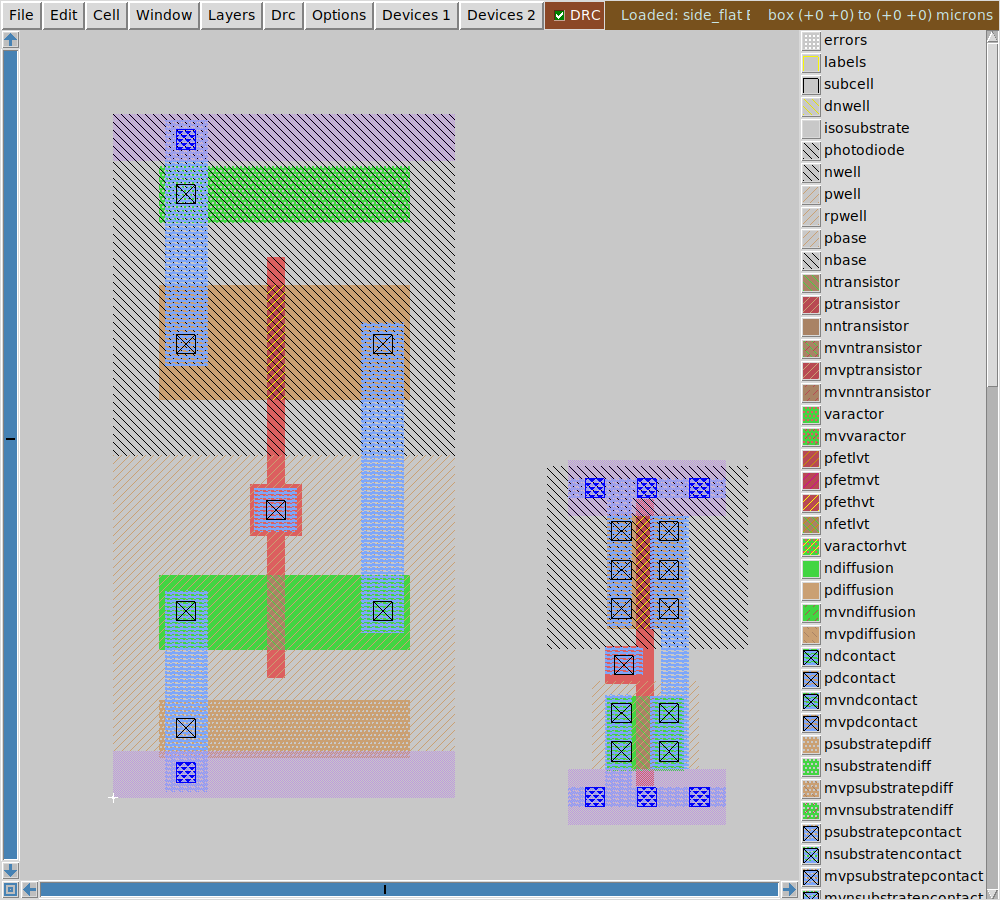 File Edit Cell Window Layers Drc Options Devices 1 Devices 2 DRC Loaded: side_flat E box (+0 +0) to (+0 +0) microns
errors
labels
subcell
dnwell
isosubstrate
photodiode
nwell
pwell
rpwell
pbase
nbase
ntransistor
ptransistor
nntransistor
mvntransistor
mvptransistor
mvnntransistor
varactor
mvvaractor
pfetlvt
pfetmvt
pfethvt
nfetlvt
varactorhvt
ndiffusion
pdiffusion
mvndiffusion
mvpdiffusion
ndcontact
pdcontact
mvndcontact
mvpdcontact
psubstratepdiff
nsubstratendiff
mvpsubstratepdiff
mvnsubstratendiff
psubstratepcontact
nsubstratencontact
mvpsubstratepcontact
mvnsubstratencontact